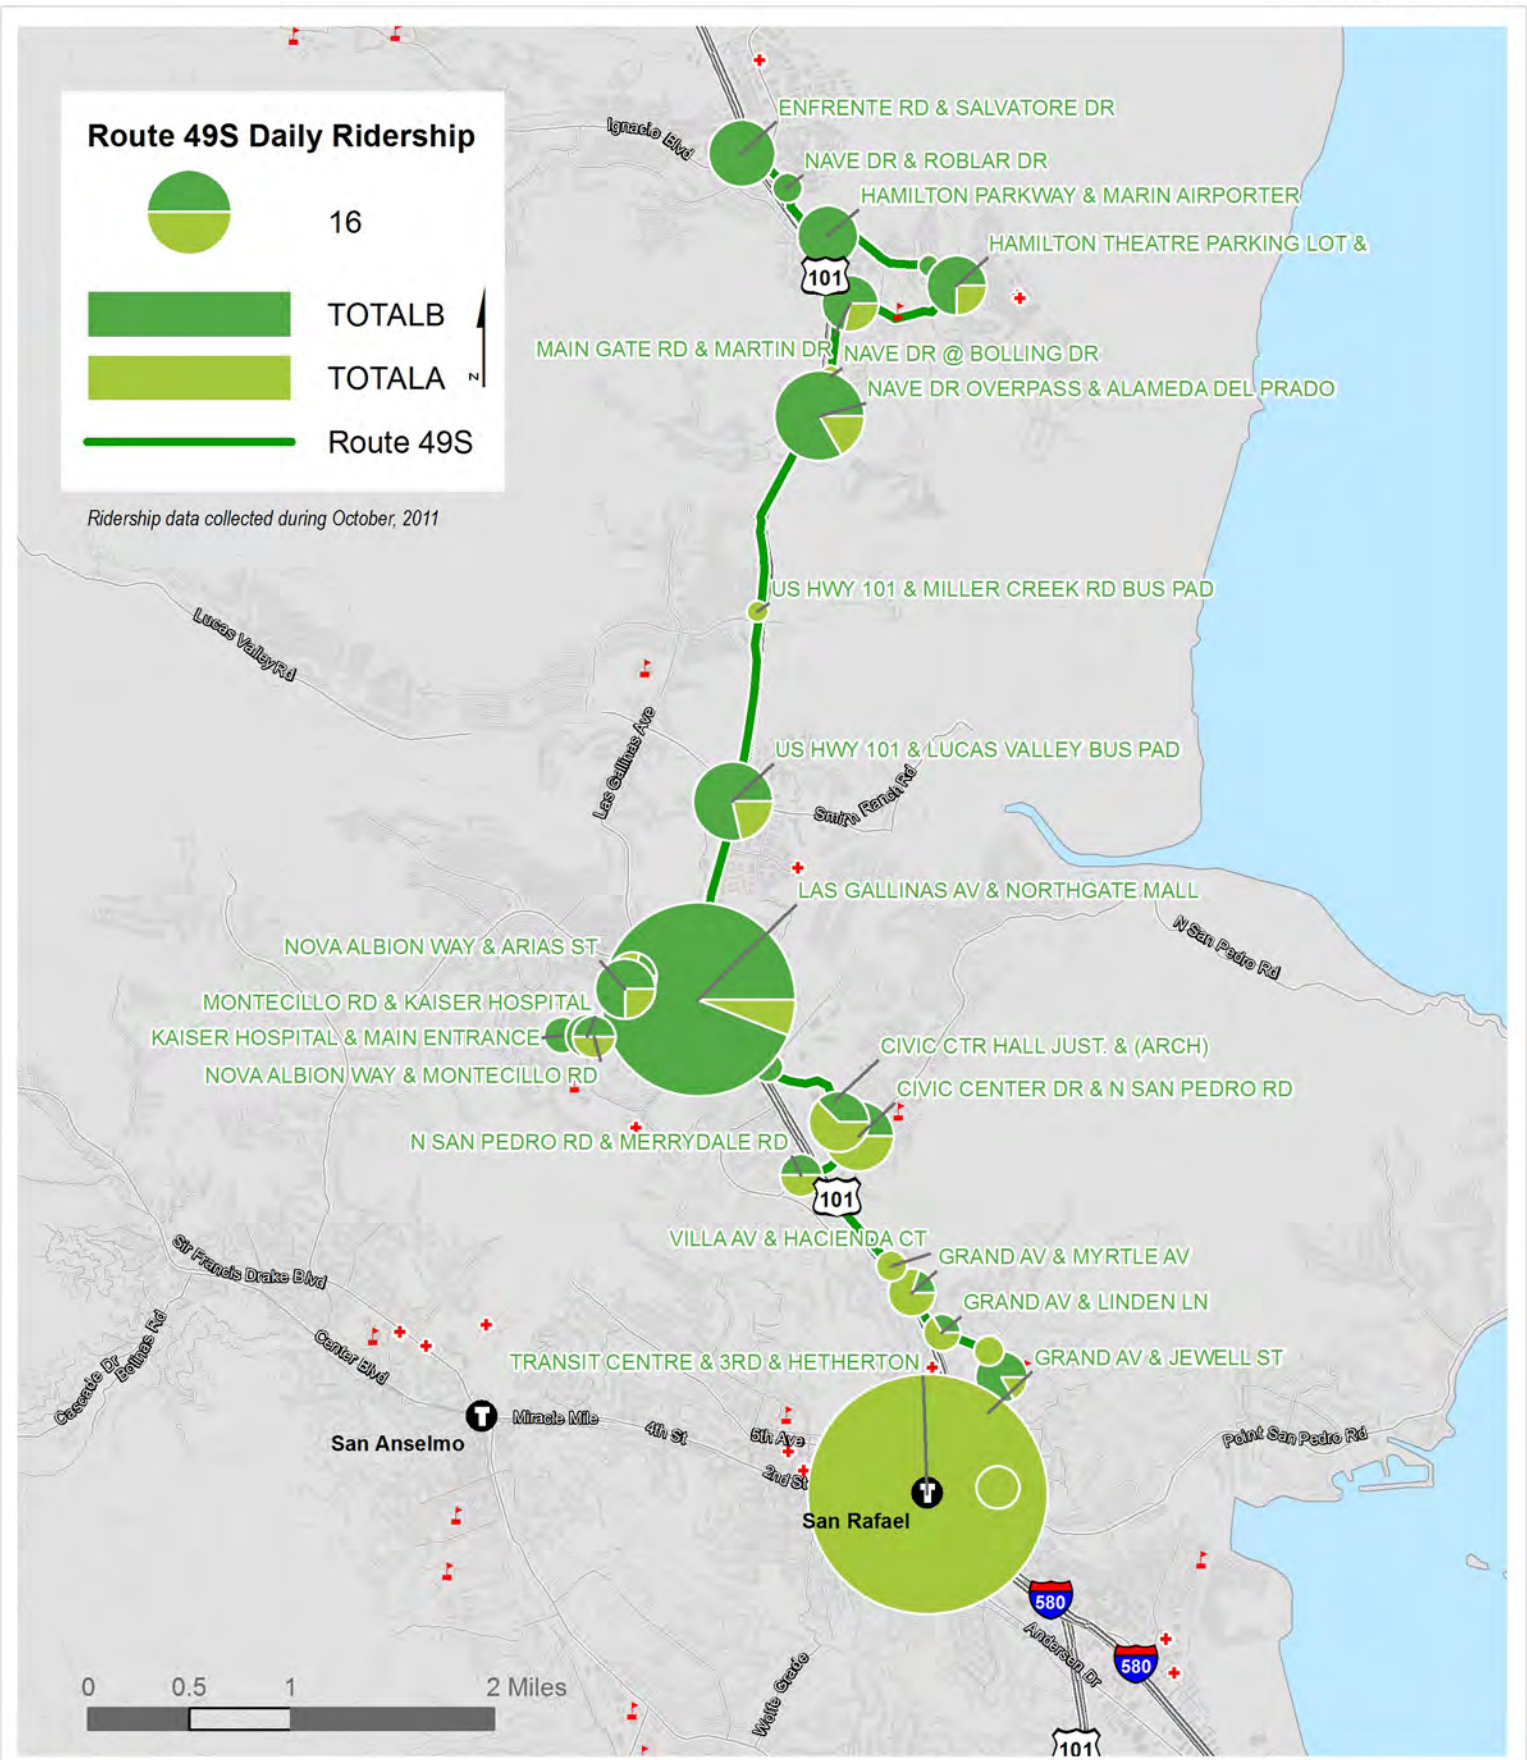 Route 49S Daily Ridership
16
TOTALB
TOTALA
N
Route 49S
Ridership data collected during October, 2011
Ignacio Blvd
ENFRENTE RD & SALVATORE DR
NAVE DR & ROBLAR DR
HAMILTON PARKWAY & MARIN AIRPORTER
HAMILTON THEATRE PARKING LOT &
101
MAIN GATE RD & MARTIN DR
NAVE DR @ BOLLING DR
NAVE DR OVERPASS & ALAMEDA DEL PRADO
US HWY 101 & MILLER CREEK RD BUS PAD
Lucas Valley Rd
Las Gallinas Ave
US HWY 101 & LUCAS VALLEY BUS PAD
Smith Ranch Rd
LAS GALLINAS AV & NORTHGATE MALL
N San Pedro Rd
NOVA ALBION WAY & ARIAS ST
MONTECILLO RD & KAISER HOSPITAL
KAISER HOSPITAL & MAIN ENTRANCE
NOVA ALBION WAY & MONTECILLO RD
CIVIC CTR HALL JUST. & (ARCH)
CIVIC CENTER DR & N SAN PEDRO RD
N SAN PEDRO RD & MERRYDALE RD
101
VILLA AV & HACIENDA CT
GRAND AV & MYRTLE AV
GRAND AV & LINDEN LN
TRANSIT CENTRE & 3RD & HETHERTON
GRAND AV & JEWELL ST
Sir Francis Drake Blvd
Center Blvd
Bolinas Rd
Cascade Dr
T
Miracle Mile
San Anselmo
4th St
5th Ave
2nd St
T
San Rafael
Point San Pedro Rd
580
Andersen Dr
580
Wolfe Grade
101
0 0.5 1 2 Miles